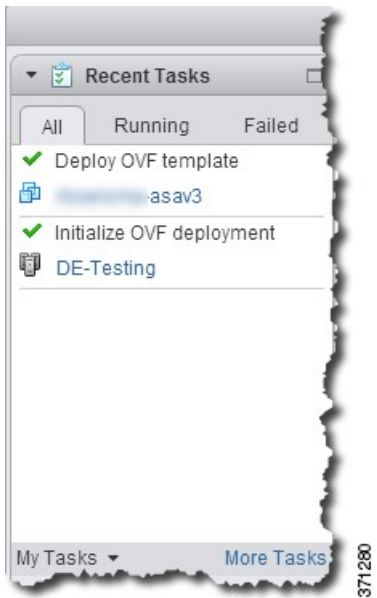 Recent Tasks
All Running Failed
Deploy OVF template
-asav3
Initialize OVF deployment
DE-Testing
My Tasks More Tasks
371280